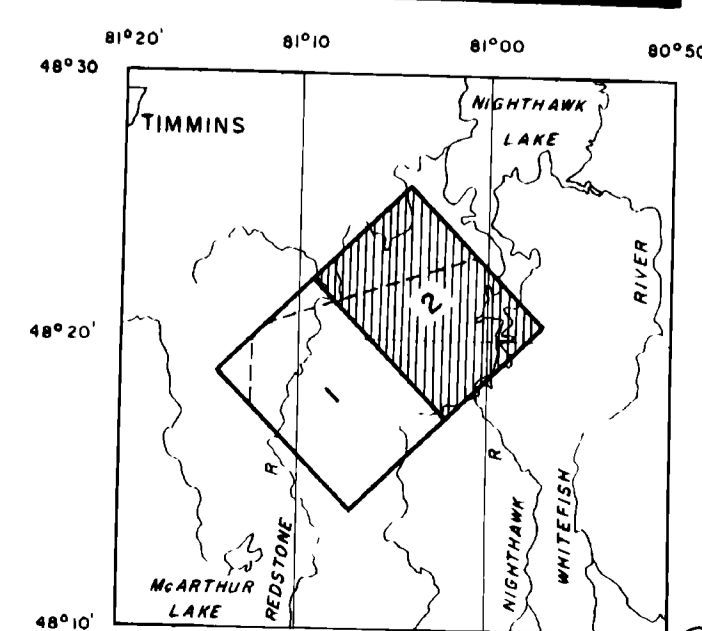 81°20' 81°10 81°00 80°50
48°30
NIGHTHAWK
LAKE
TIMMINS
RIVER
48°20'
2
1
R
R
REDSTONE
NIGHTHAWK
WHITEFISH
McARTHUR
LAKE
48°10'